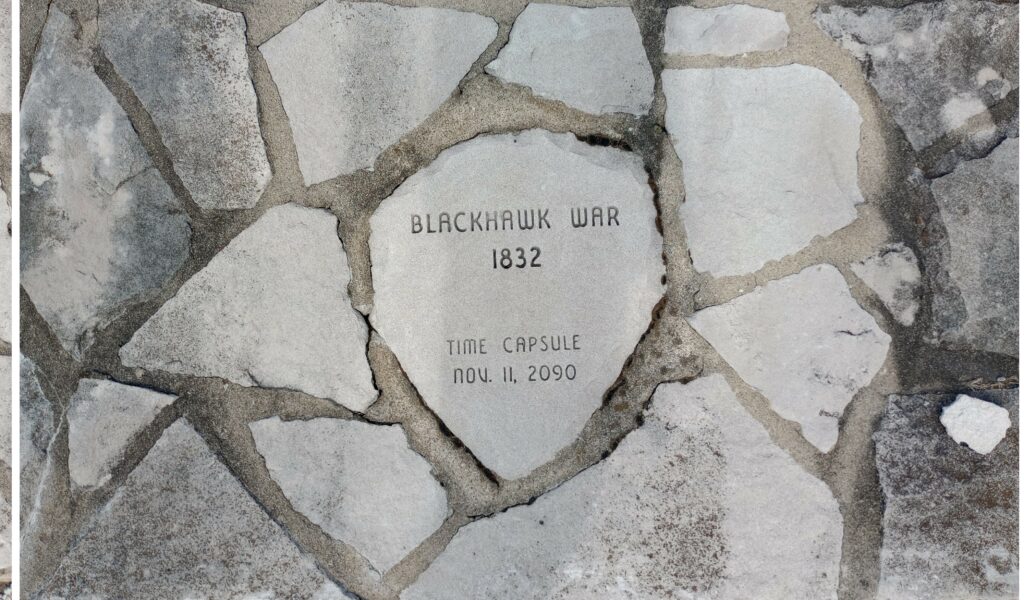 BLACKHAWK WAR
1832
TIME CAPSULE
NOV. 11, 2090